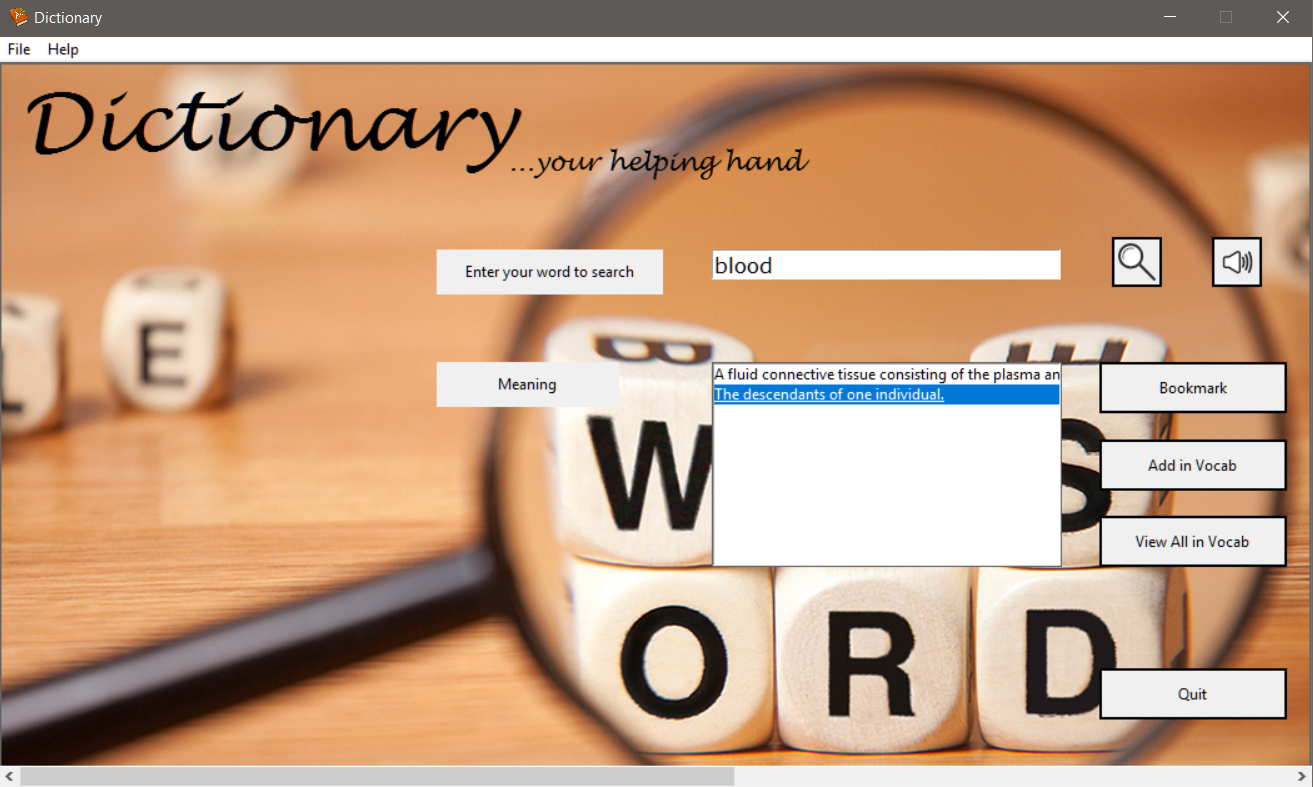 Dictionary
File Help
Dictionary
...your helping hand
Enter your word to search
blood
E
B
Meaning
A fluid connective tissue consisting of the plasma an
The descendants of one individual.
Bookmark
W
S
Add in Vocab
View All in Vocab
O R D
Quit